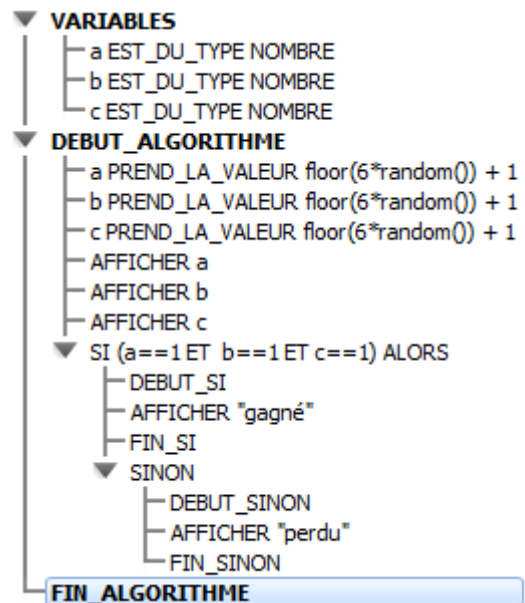 VARIABLES
a EST_DU_TYPE NOMBRE
b EST_DU_TYPE NOMBRE
c EST_DU_TYPE NOMBRE
DEBUT_ALGORITHME
a PREND_LA_VALEUR floor(6*random()) + 1
b PREND_LA_VALEUR floor(6*random()) + 1
c PREND_LA_VALEUR floor(6*random()) + 1
AFFICHER a
AFFICHER b
AFFICHER c
SI (a==1 ET b==1 ET c==1) ALORS
DEBUT_SI
AFFICHER "gagné"
FIN_SI
SINON
DEBUT_SINON
AFFICHER "perdu"
FIN_SINON
FIN_ALGORITHME